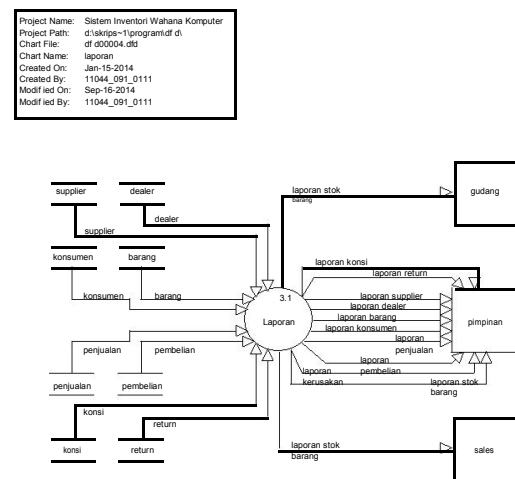 Project Name: Sistem Inventori Wahana Komputer
Project Path: d:\skrips~1\program\df d\
Chart File: df d00004.dfd
Chart Name: laporan
Created On: Jan-15-2014
Created By: 11044_091_0111
Modif ied On: Sep-16-2014
Modif ied By: 11044_091_0111
supplier
dealer
laporan stok
barang
gudang
dealer
supplier
konsumen
barang
laporan konsi
laporan return
konsumen
barang
3.1
Laporan
laporan supplier
laporan dealer
laporan barang
laporan konsumen
laporan
penjualan
pimpinan
penjualan
pembelian
laporan
pembelian
laporan
kerusakan
laporan stok
barang
penjualan
pembelian
konsi
return
konsi
return
laporan stok
barang
sales